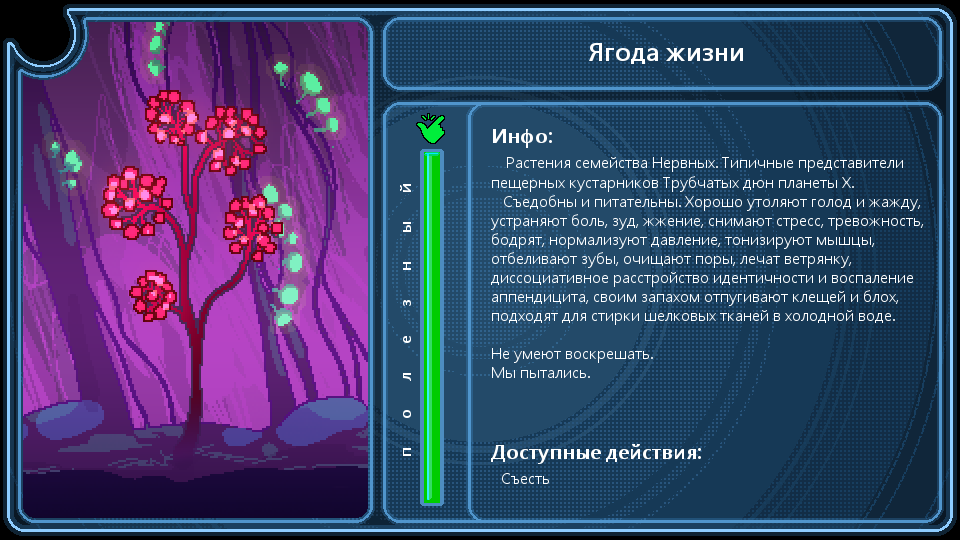 Ягода жизни
Полезный
Инфо:
Растения семейства Нервных. Типичные представители
пещерных кустарников Трубчатых дюн планеты X.
Съедобны и питательны. Хорошо утоляют голод и жажду,
устраняют боль, зуд, жжение, снимают стресс, тревожность,
бодрят, нормализуют давление, тонизируют мышцы,
отбеливают зубы, очищают поры, лечат ветрянку,
диссоциативное расстройство идентичности и воспаление
аппендицита, своим запахом отпугивают клещей и блох,
подходят для стирки шелковых тканей в холодной воде.
Не умеют воскрешать.
Мы пытались.
Доступные действия:
Съесть